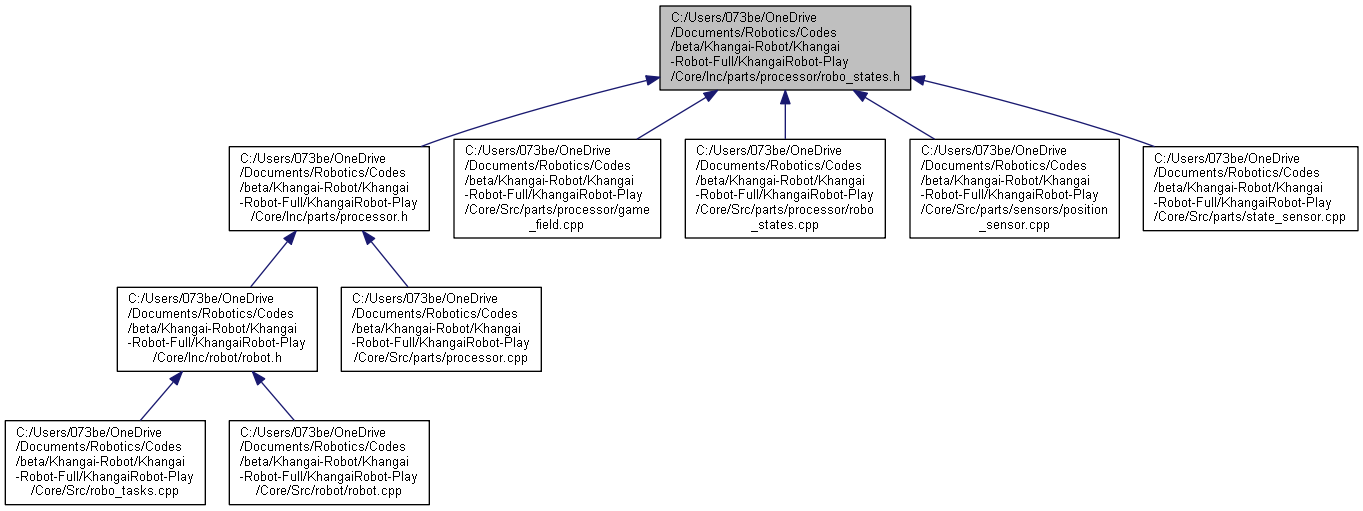 C:/Users/073be/OneDrive
/Documents/Robotics/Codes
/beta/Khangai-Robot/Khangai
-Robot-Full/KhangaiRobot-Play
/Core/Inc/parts/processor/robo_states.h
C:/Users/073be/OneDrive
/Documents/Robotics/Codes
/beta/Khangai-Robot/Khangai
-Robot-Full/KhangaiRobot-Play
/Core/Inc/parts/processor.h
C:/Users/073be/OneDrive
/Documents/Robotics/Codes
/beta/Khangai-Robot/Khangai
-Robot-Full/KhangaiRobot-Play
/Core/Src/parts/processor/game
_field.cpp
C:/Users/073be/OneDrive
/Documents/Robotics/Codes
/beta/Khangai-Robot/Khangai
-Robot-Full/KhangaiRobot-Play
/Core/Src/parts/processor/robo
_states.cpp
C:/Users/073be/OneDrive
/Documents/Robotics/Codes
/beta/Khangai-Robot/Khangai
-Robot-Full/KhangaiRobot-Play
/Core/Src/parts/sensors/position
_sensor.cpp
C:/Users/073be/OneDrive
/Documents/Robotics/Codes
/beta/Khangai-Robot/Khangai
-Robot-Full/KhangaiRobot-Play
/Core/Src/parts/state_sensor.cpp
C:/Users/073be/OneDrive
/Documents/Robotics/Codes
/beta/Khangai-Robot/Khangai
-Robot-Full/KhangaiRobot-Play
/Core/Inc/robot/robot.h
C:/Users/073be/OneDrive
/Documents/Robotics/Codes
/beta/Khangai-Robot/Khangai
-Robot-Full/KhangaiRobot-Play
/Core/Src/parts/processor.cpp
C:/Users/073be/OneDrive
/Documents/Robotics/Codes
/beta/Khangai-Robot/Khangai
-Robot-Full/KhangaiRobot-Play
/Core/Src/robo_tasks.cpp
C:/Users/073be/OneDrive
/Documents/Robotics/Codes
/beta/Khangai-Robot/Khangai
-Robot-Full/KhangaiRobot-Play
/Core/Src/robot/robot.cpp